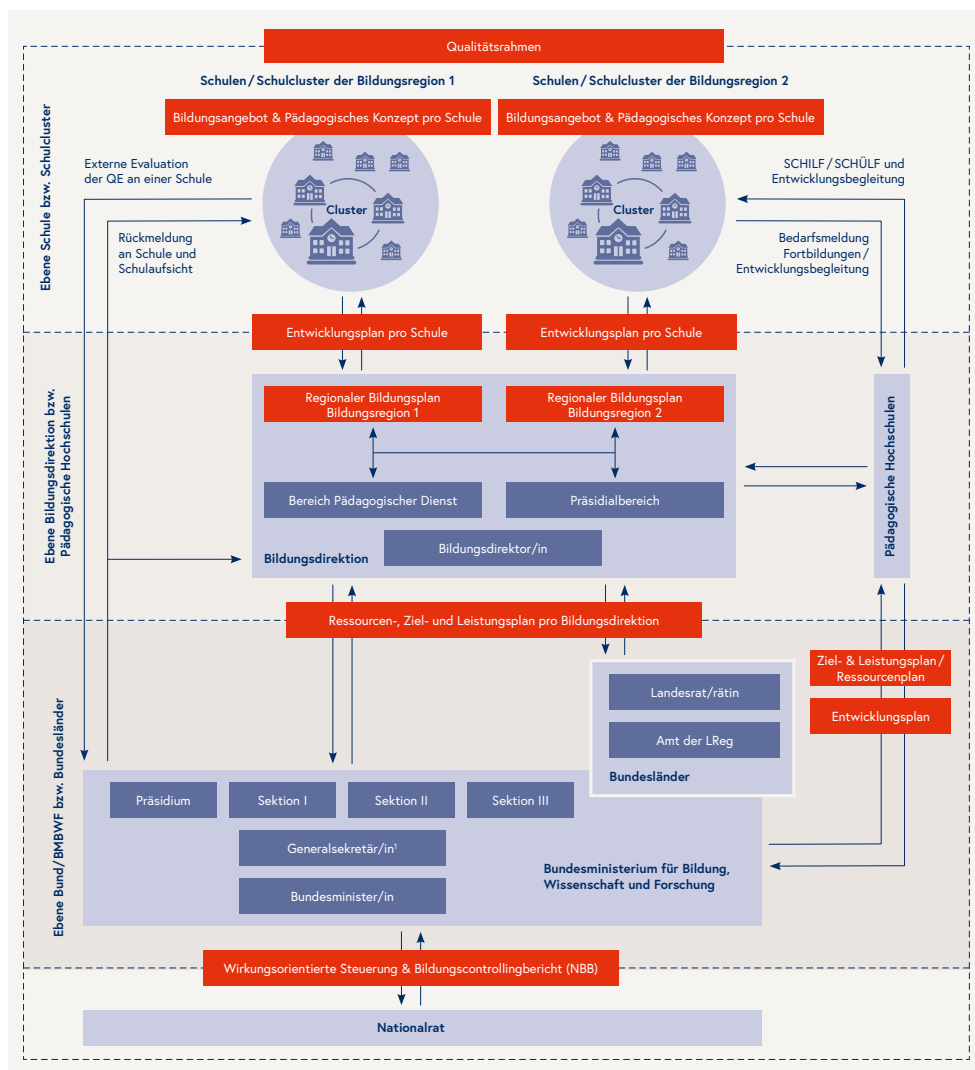 Qualitätsrahmen
Schulen / Schulcluster der Bildungsregion 1
Schulen / Schulcluster der Bildungsregion 2
Bildungsangebot & Pädagogisches Konzept pro Schule
Bildungsangebot & Pädagogisches Konzept pro Schule
Ebene Schule bzw. Schulcluster
Externe Evaluation
der QE an einer Schule
Cluster
Cluster
SCHILF / SCHÜLF und
Entwicklungsbegleitung
Rückmeldung
an Schule und
Schulaufsicht
Bedarfsmeldung
Fortbildungen /
Entwicklungsbegleitung
Entwicklungsplan pro Schule
Entwicklungsplan pro Schule
Ebene Bildungsdirektion bzw.
Pädagogische Hochschulen
Regionaler Bildungsplan
Bildungsregion 1
Regionaler Bildungsplan
Bildungsregion 2
Bereich Pädagogischer Dienst
Präsidialbereich
Bildungsdirektor/in
Bildungsdirektion
Pädagogische Hochschulen
Ressourcen-, Ziel- und Leistungsplan pro Bildungsdirektion
Ebene Bund/BMBWF bzw. Bundesländer
Landesrat/rätin
Amt der LReg
Bundesländer
Ziel- & Leistungsplan /
Ressourcenplan
Entwicklungsplan
Präsidium
Sektion I
Sektion II
Sektion III
Generalsekretär/in¹
Bundesminister/in
Bundesministerium für Bildung,
Wissenschaft und Forschung
Wirkungsorientierte Steuerung & Bildungscontrollingbericht (NBB)
Nationalrat